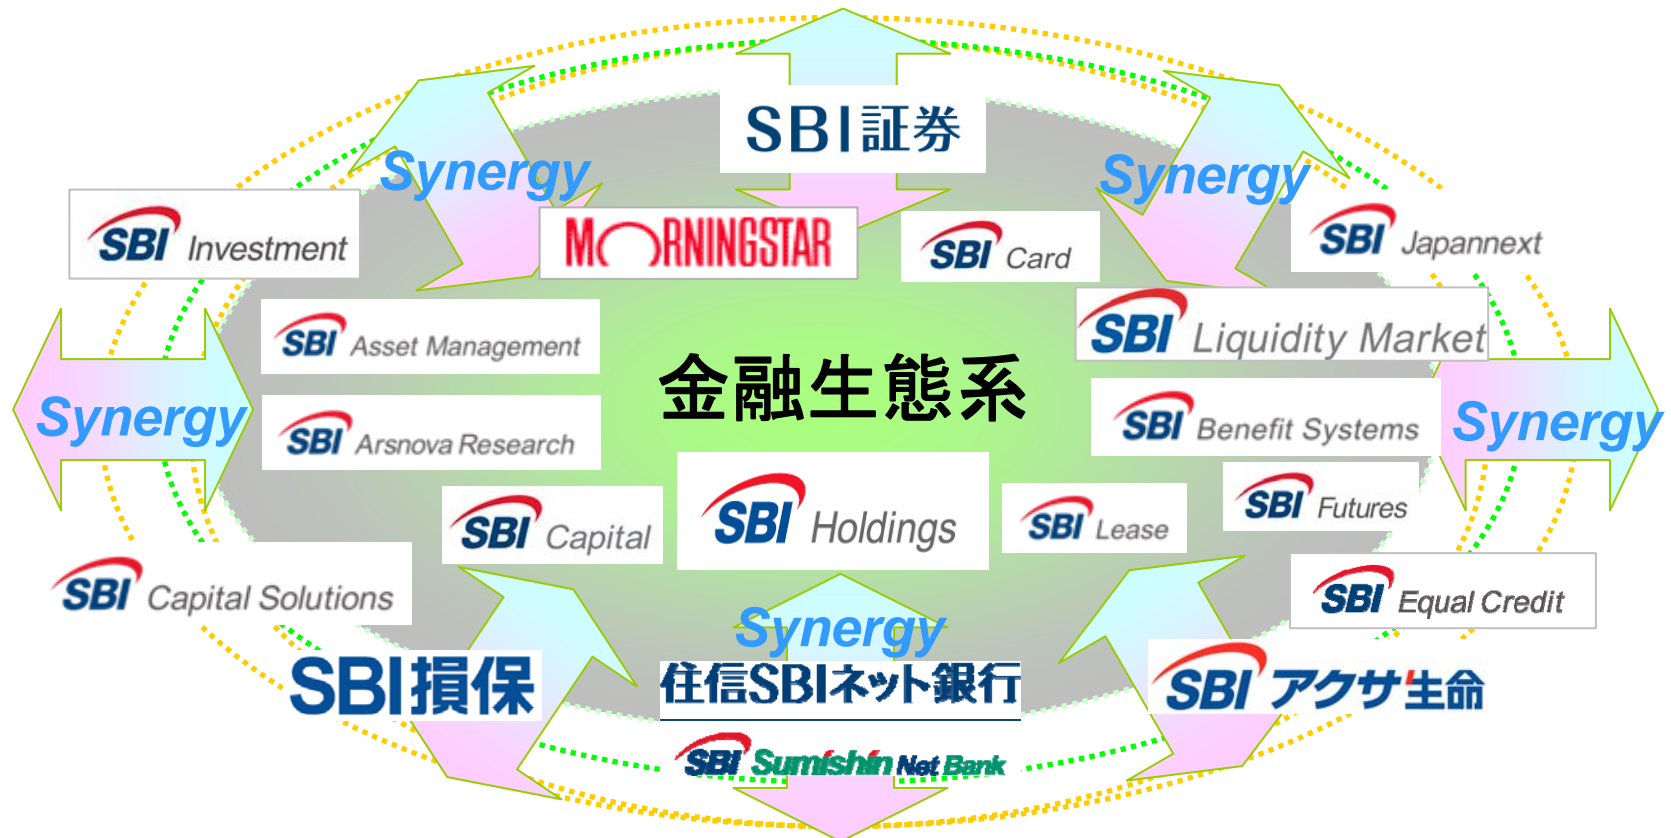 SBI証券
Synergy
Synergy
SBI Investment
MORNINGSTAR
SBI Card
SBI Japannext
SBI Asset Management
SBI Liquidity Market
金融生態系
Synergy
SBI Arsnova Research
SBI Benefit Systems
Synergy
SBI Capital
SBI Holdings
SBI Lease
SBI Futures
SBI Capital Solutions
SBI Equal Credit
Synergy
SBI損保
住信SBIネット銀行
SBI アクサ生命
SBI Sumishin Net Bank